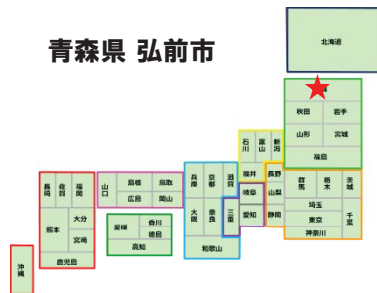 青森県 弘前市
北海道
秋田 岩手
山形 宮城
福島
石川 富山 新潟
福井 長野
群馬 栃木 茨城
兵庫 京都 滋賀
岐阜 山梨
埼玉
長崎 佐賀 福岡
山口 島根 鳥取
広島 岡山
大阪 奈良 三重
愛知 静岡
東京 千葉
神奈川
熊本 大分
宮崎
愛媛 香川
徳島
高知
和歌山
鹿児島
沖縄